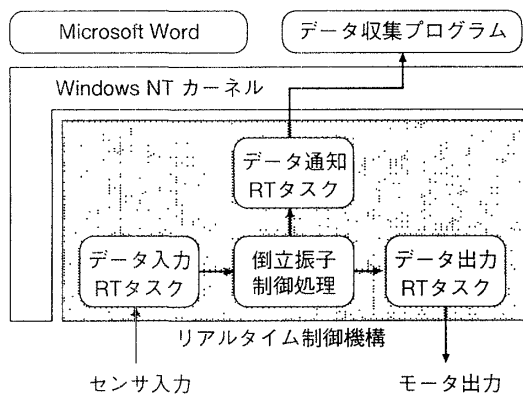 Microsoft Word
データ収集プログラム
Windows NT カーネル
データ通知
RTタスク
データ入力
RTタスク
倒立振子
制御処理
データ出力
RTタスク
リアルタイム制御機構
センサ入力
モータ出力